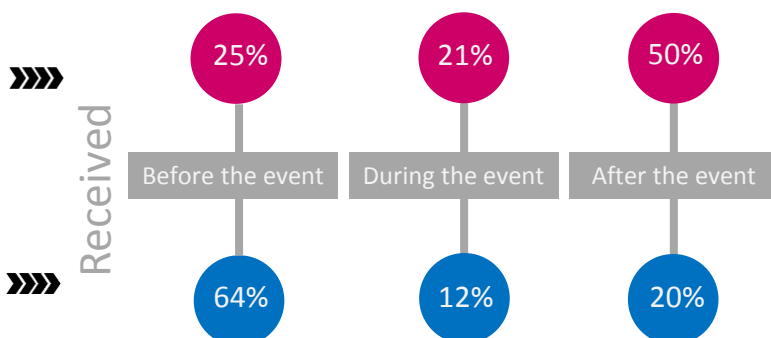 25% 21% 50%
Received
Before the event During the event After the event
64% 12% 20%